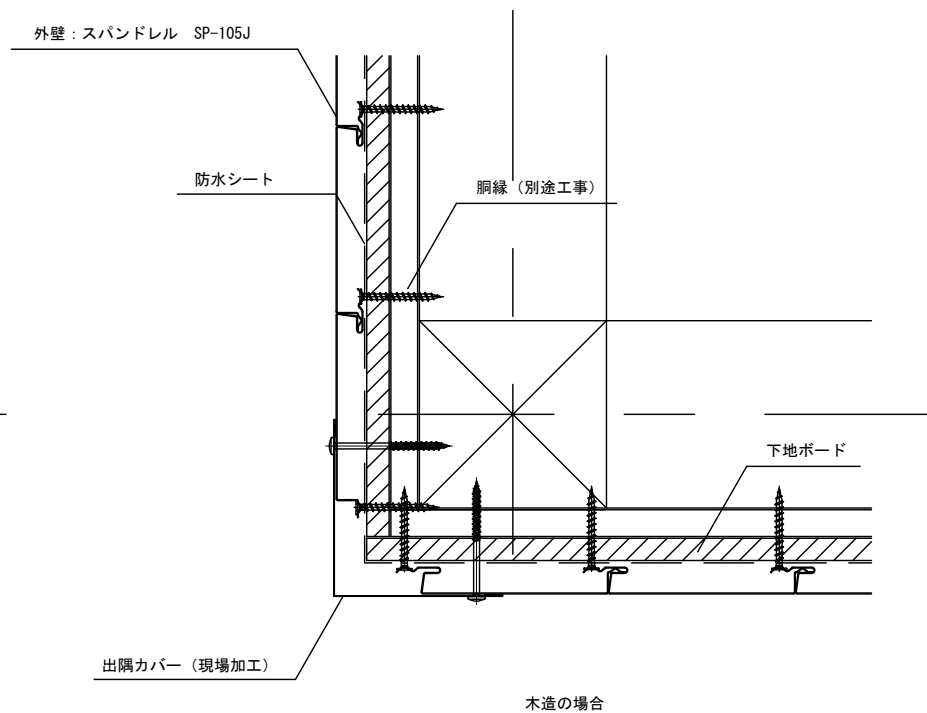 外壁：スパンドレル　SP-105J
防水シート
胴縁（別途工事）
下地ボード
出隅カバー（現場加工）
木造の場合